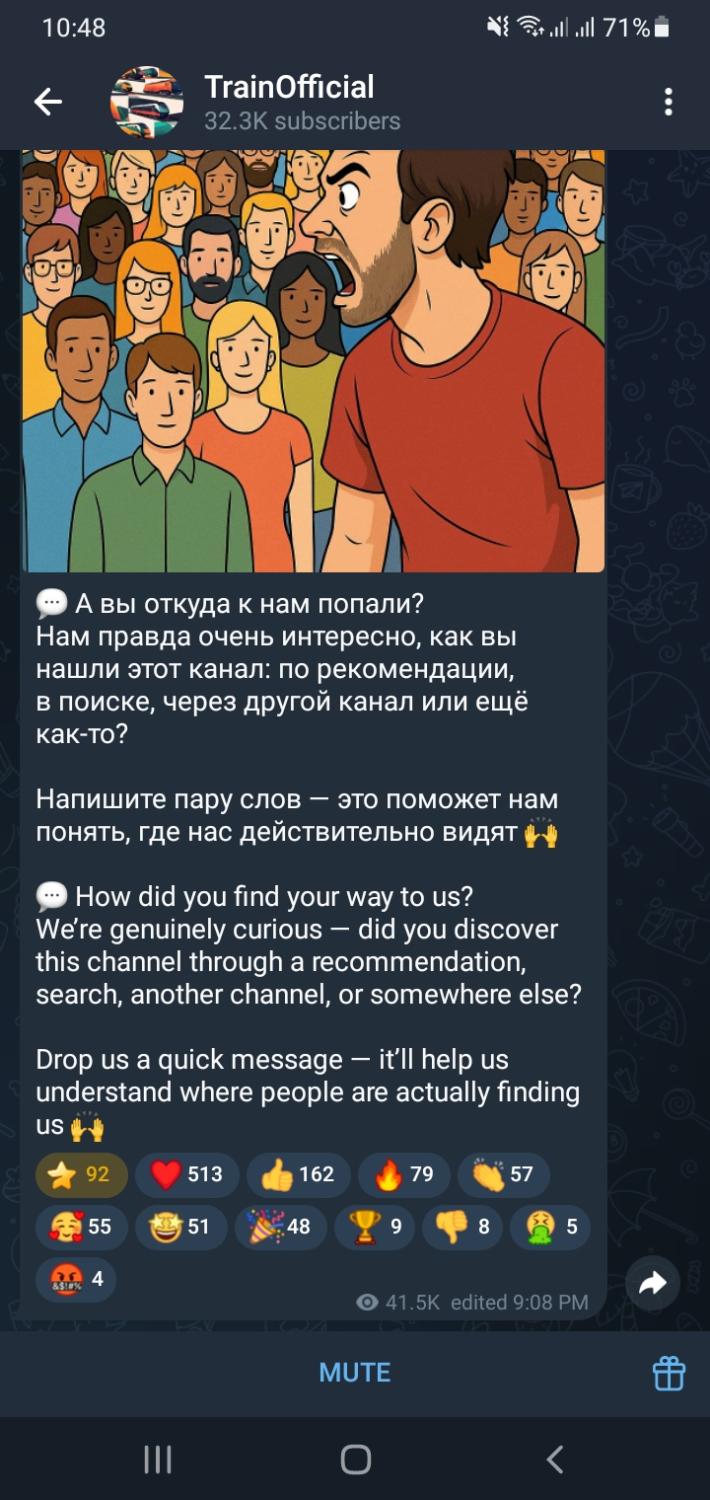 10:48
71%
TrainOfficial
32.3K subscribers
💬 А вы откуда к нам попали?
Нам правда очень интересно, как вы
нашли этот канал: по рекомендации,
в поиске, через другой канал или ещё
как-то?
Напишите пару слов — это поможет нам
понять, где нас действительно видят 🙌
💬 How did you find your way to us?
We’re genuinely curious — did you discover
this channel through a recommendation,
search, another channel, or somewhere else?
Drop us a quick message — it’ll help us
understand where people are actually finding
us 🙌
⭐ 92 ❤️ 513 👍 162 🔥 79 👏 57
🥰 55 🤩 51 🎉 48 🏆 9 👎 8 🤮 5
🤬 4
41.5K edited 9:08 PM
MUTE